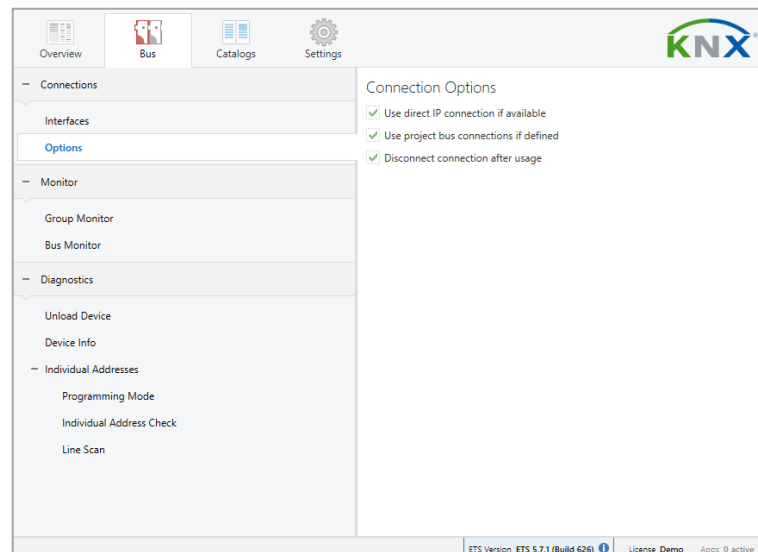 Overview
Bus
Catalogs
Settings
KNX®
Connections
Interfaces
Options
Monitor
Group Monitor
Bus Monitor
Diagnostics
Unload Device
Device Info
Individual Addresses
Programming Mode
Individual Address Check
Line Scan
Connection Options
Use direct IP connection if available
Use project bus connections if defined
Disconnect connection after usage
ETS Version ETS 5.7.1 (Build 626) License Demo Apps 0 active